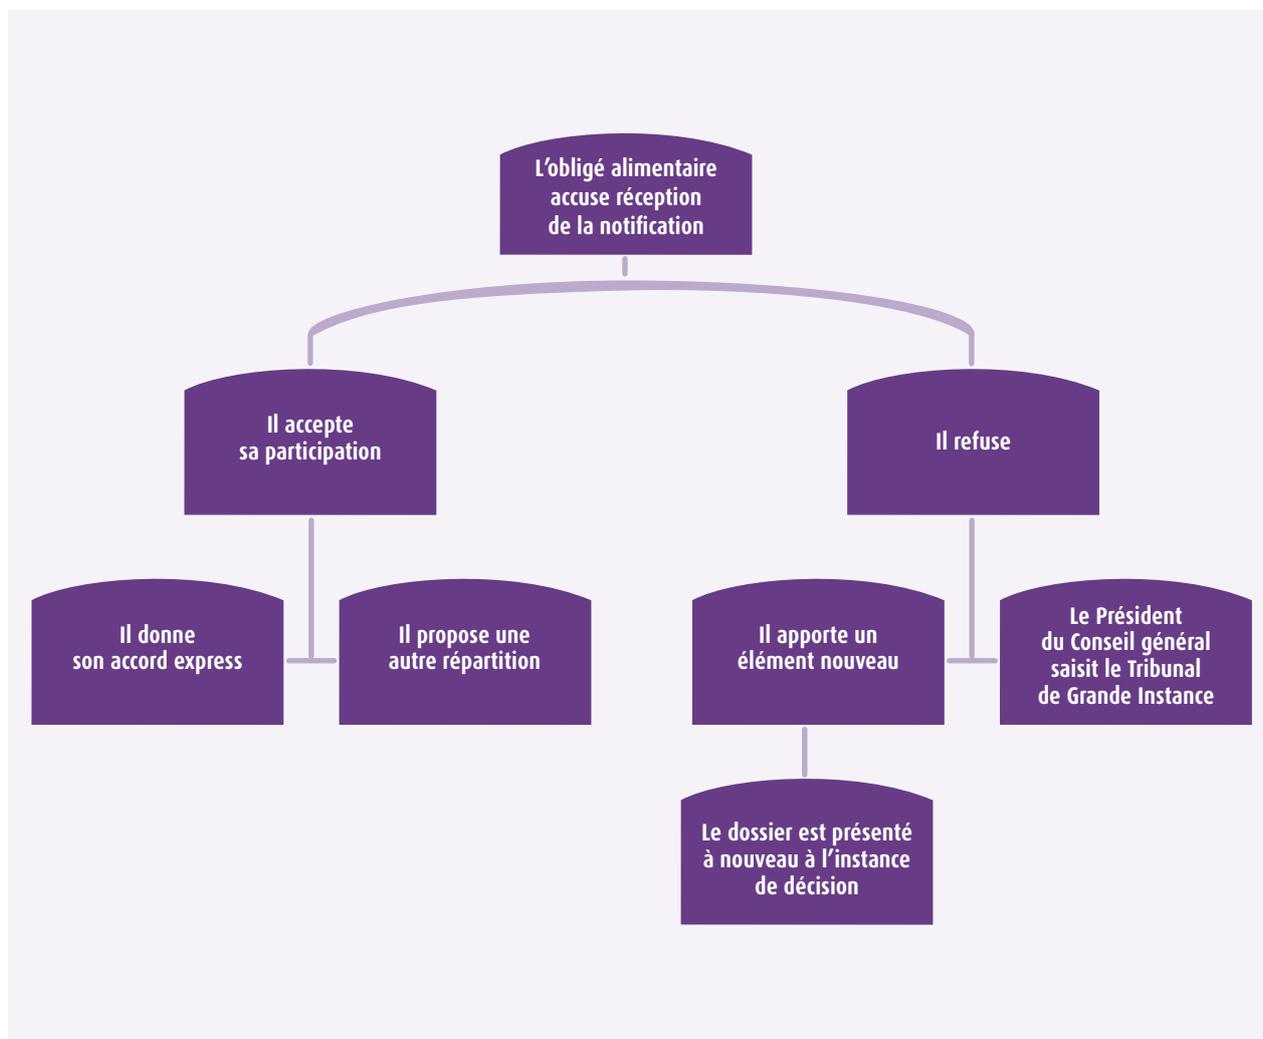 L’obligé alimentaire
accuse réception
de la notification
Il accepte
sa participation
Il refuse
Il donne
son accord express
Il propose une
autre répartition
Il apporte un
élément nouveau
Le Président
du Conseil général
saisit le Tribunal
de Grande Instance
Le dossier est présenté
à nouveau à l’instance
de décision